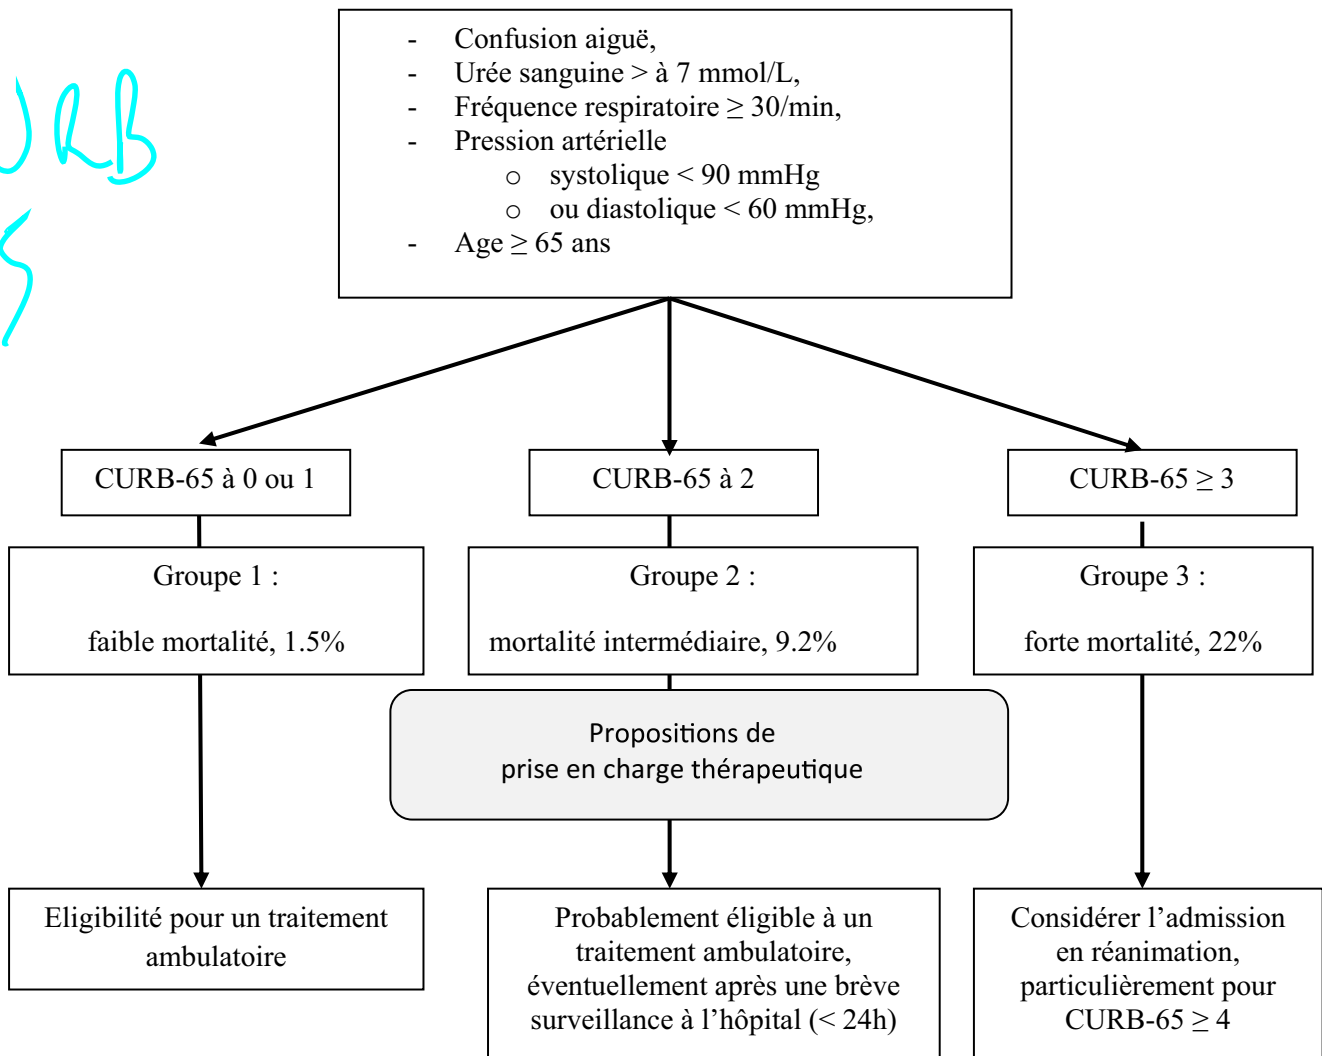 - Confusion aiguë,
- Urée sanguine > à 7 mmol/L,
- Fréquence respiratoire ≥ 30/min,
- Pression artérielle
o systolique < 90 mmHg
o ou diastolique < 60 mmHg,
- Age ≥ 65 ans
URB
5
CURB-65 à 0 ou 1
CURB-65 à 2
CURB-65 ≥ 3
Groupe 1 :
faible mortalité, 1.5%
Groupe 2 :
mortalité intermédiaire, 9.2%
Groupe 3 :
forte mortalité, 22%
Propositions de
prise en charge thérapeutique
Eligibilité pour un traitement
ambulatoire
Probablement éligible à un
traitement ambulatoire,
éventuellement après une brève
surveillance à l’hôpital (< 24h)
Considérer l’admission
en réanimation,
particulièrement pour
CURB-65 ≥ 4